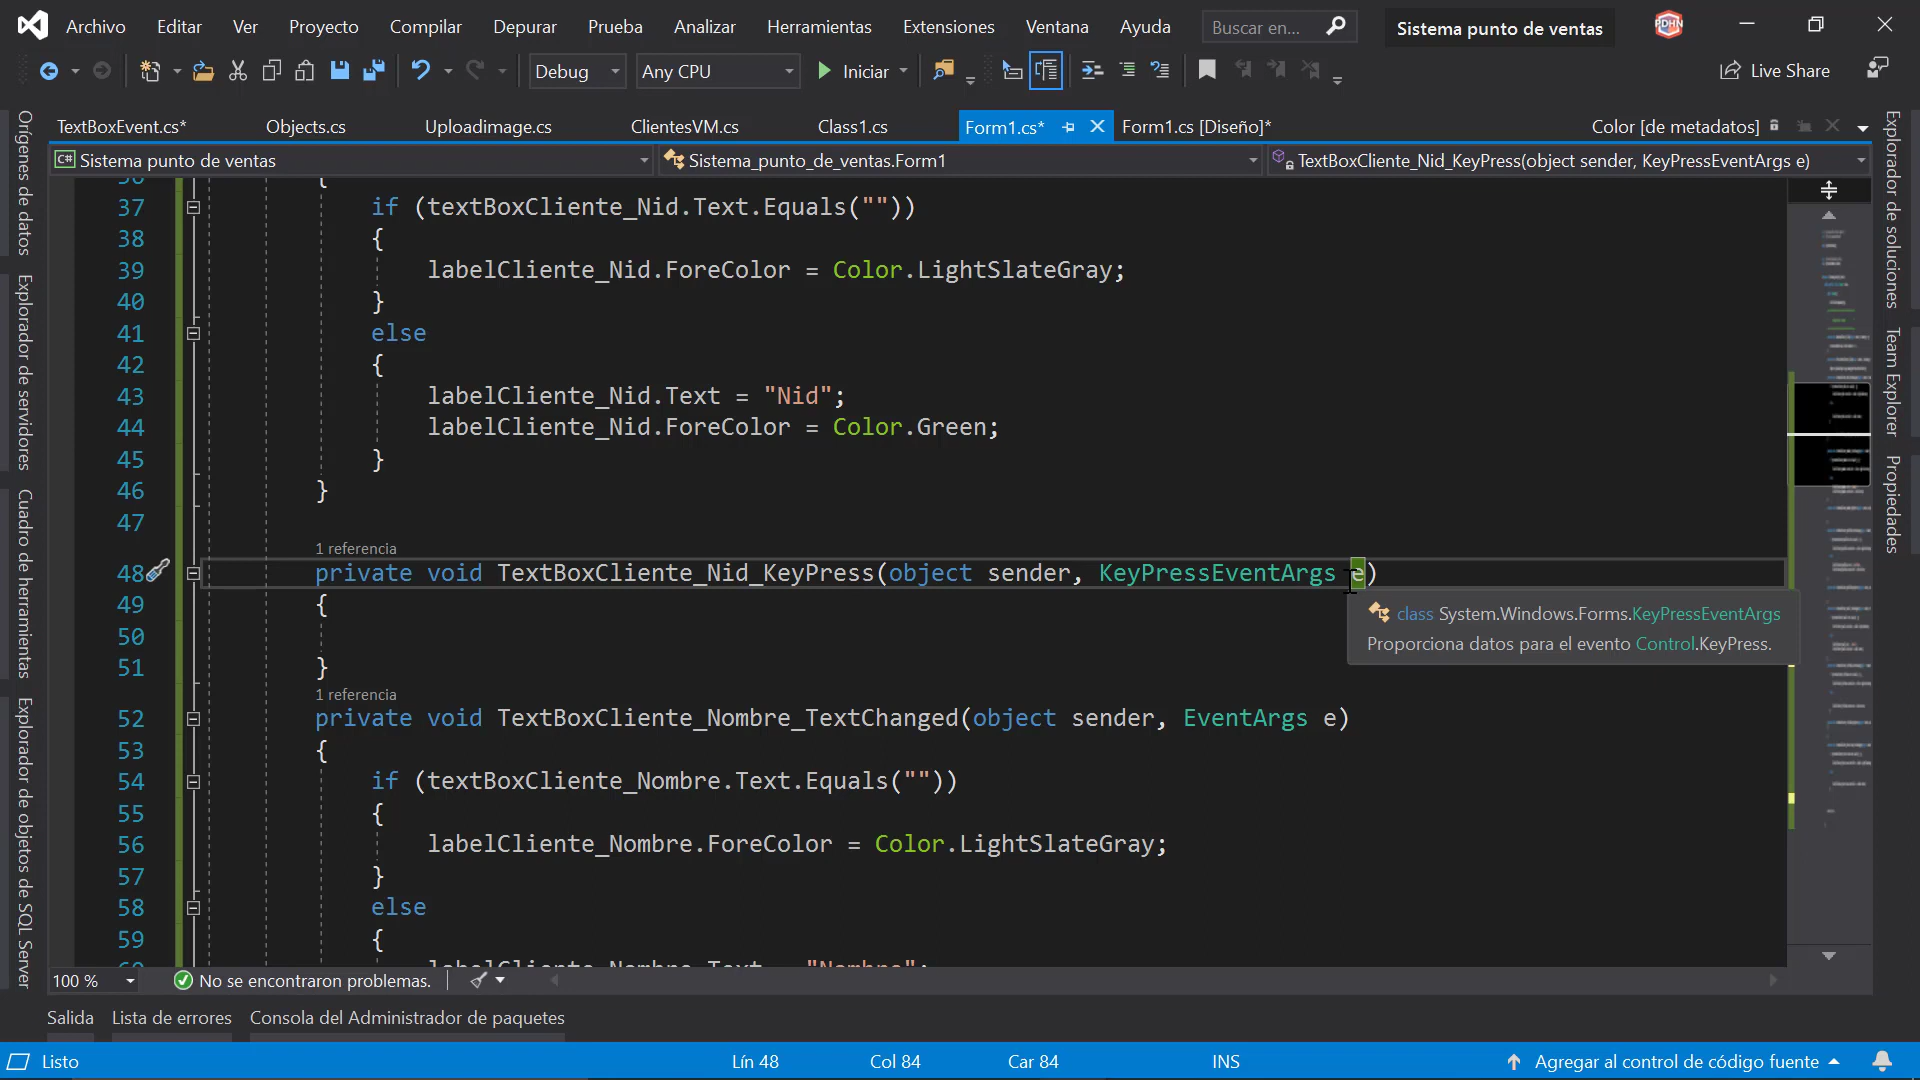 Archivo Editar Ver Proyecto Compilar Depurar Prueba Analizar Herramientas Extensiones Ventana Ayuda Buscar en... Sistema punto de ventas PDHN
Debug Any CPU Iniciar Live Share
TextBoxEvent.cs* Objects.cs Uploadimage.cs ClientesVM.cs Class1.cs Form1.cs* Form1.cs [Diseño]* Color [de metadatos]
C# Sistema punto de ventas Sistema_punto_de_ventas.Form1 TextBoxCliente_Nid_KeyPress(object sender, KeyPressEventArgs e)
Orígenes de datos
Explorador de servidores
Cuadro de herramientas
Explorador de objetos de SQL Server
36 {
37 if (textBoxCliente_Nid.Text.Equals(""))
38 {
39 labelCliente_Nid.ForeColor = Color.LightSlateGray;
40 }
41 else
42 {
43 labelCliente_Nid.Text = "Nid";
44 labelCliente_Nid.ForeColor = Color.Green;
45 }
46 }
47
1 referencia
48 private void TextBoxCliente_Nid_KeyPress(object sender, KeyPressEventArgs e)
49 {
50
51 }
class System.Windows.Forms.KeyPressEventArgs
Proporciona datos para el evento Control.KeyPress.
1 referencia
52 private void TextBoxCliente_Nombre_TextChanged(object sender, EventArgs e)
53 {
54 if (textBoxCliente_Nombre.Text.Equals(""))
55 {
56 labelCliente_Nombre.ForeColor = Color.LightSlateGray;
57 }
58 else
59 {
60 labelCliente_Nombre.Text = "Nombre";
Explorador de soluciones
Team Explorer
Propiedades
100 % No se encontraron problemas.
Salida Lista de errores Consola del Administrador de paquetes
Listo Lín 48 Col 84 Car 84 INS Agregar al control de código fuente